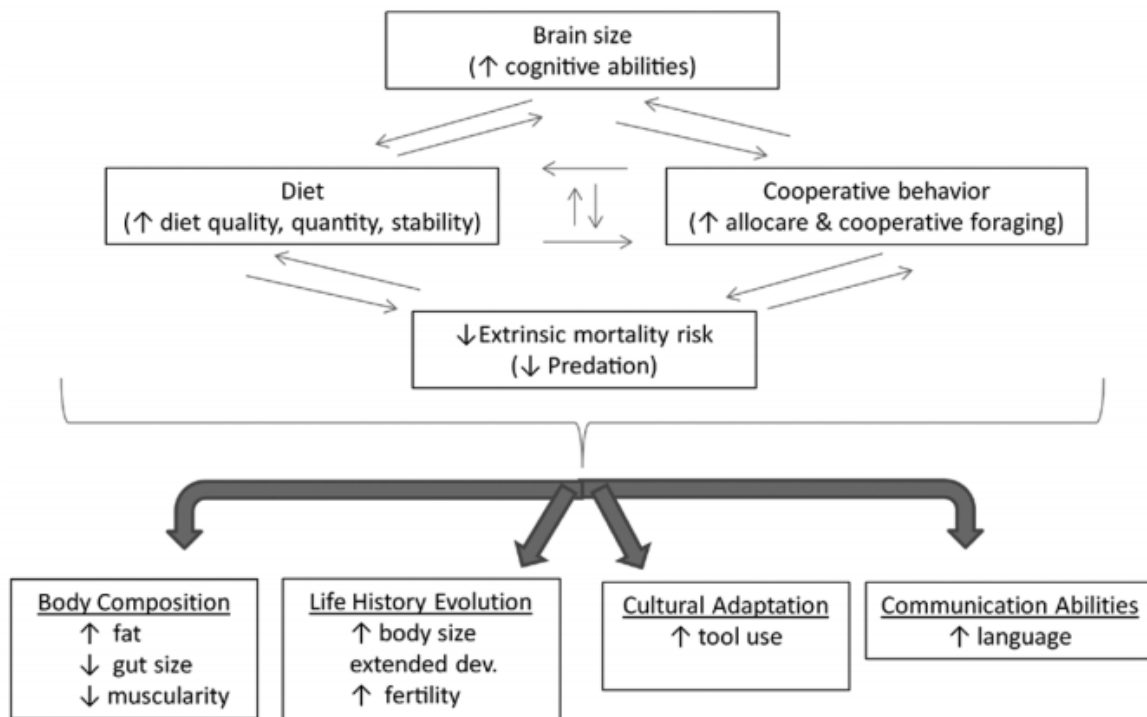 Brain size
(↑ cognitive abilities)
Diet
(↑ diet quality, quantity, stability)
Cooperative behavior
(↑ allocare & cooperative foraging)
↓Extrinsic mortality risk
(↓ Predation)
Body Composition
↑ fat
↓ gut size
↓ muscularity
Life History Evolution
↑ body size
extended dev.
↑ fertility
Cultural Adaptation
↑ tool use
Communication Abilities
↑ language